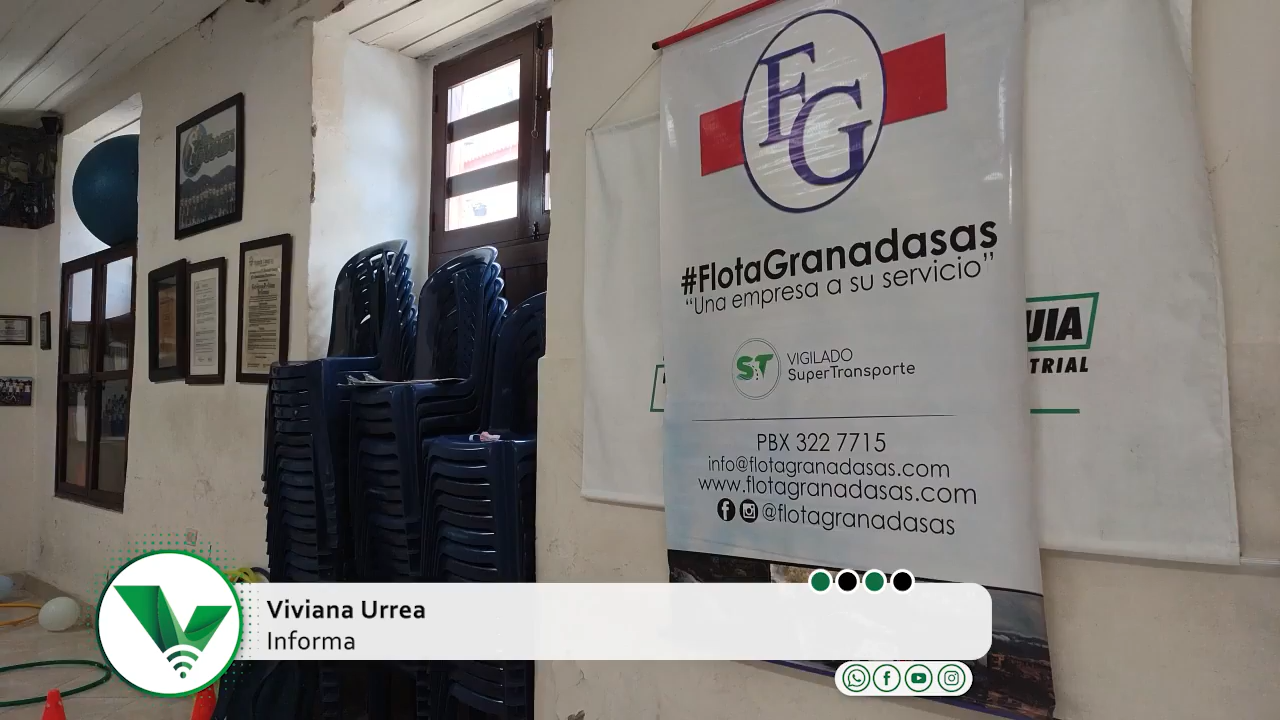 FG
#FlotaGranadasas
“Una empresa a su servicio”
ST
VIGILADO
SuperTransporte
PBX 322 7715
info@flotagranadasas.com
www.flotagranadasas.com
@flotagranadasas
UIA
TRIAL
Viviana Urrea
Informa